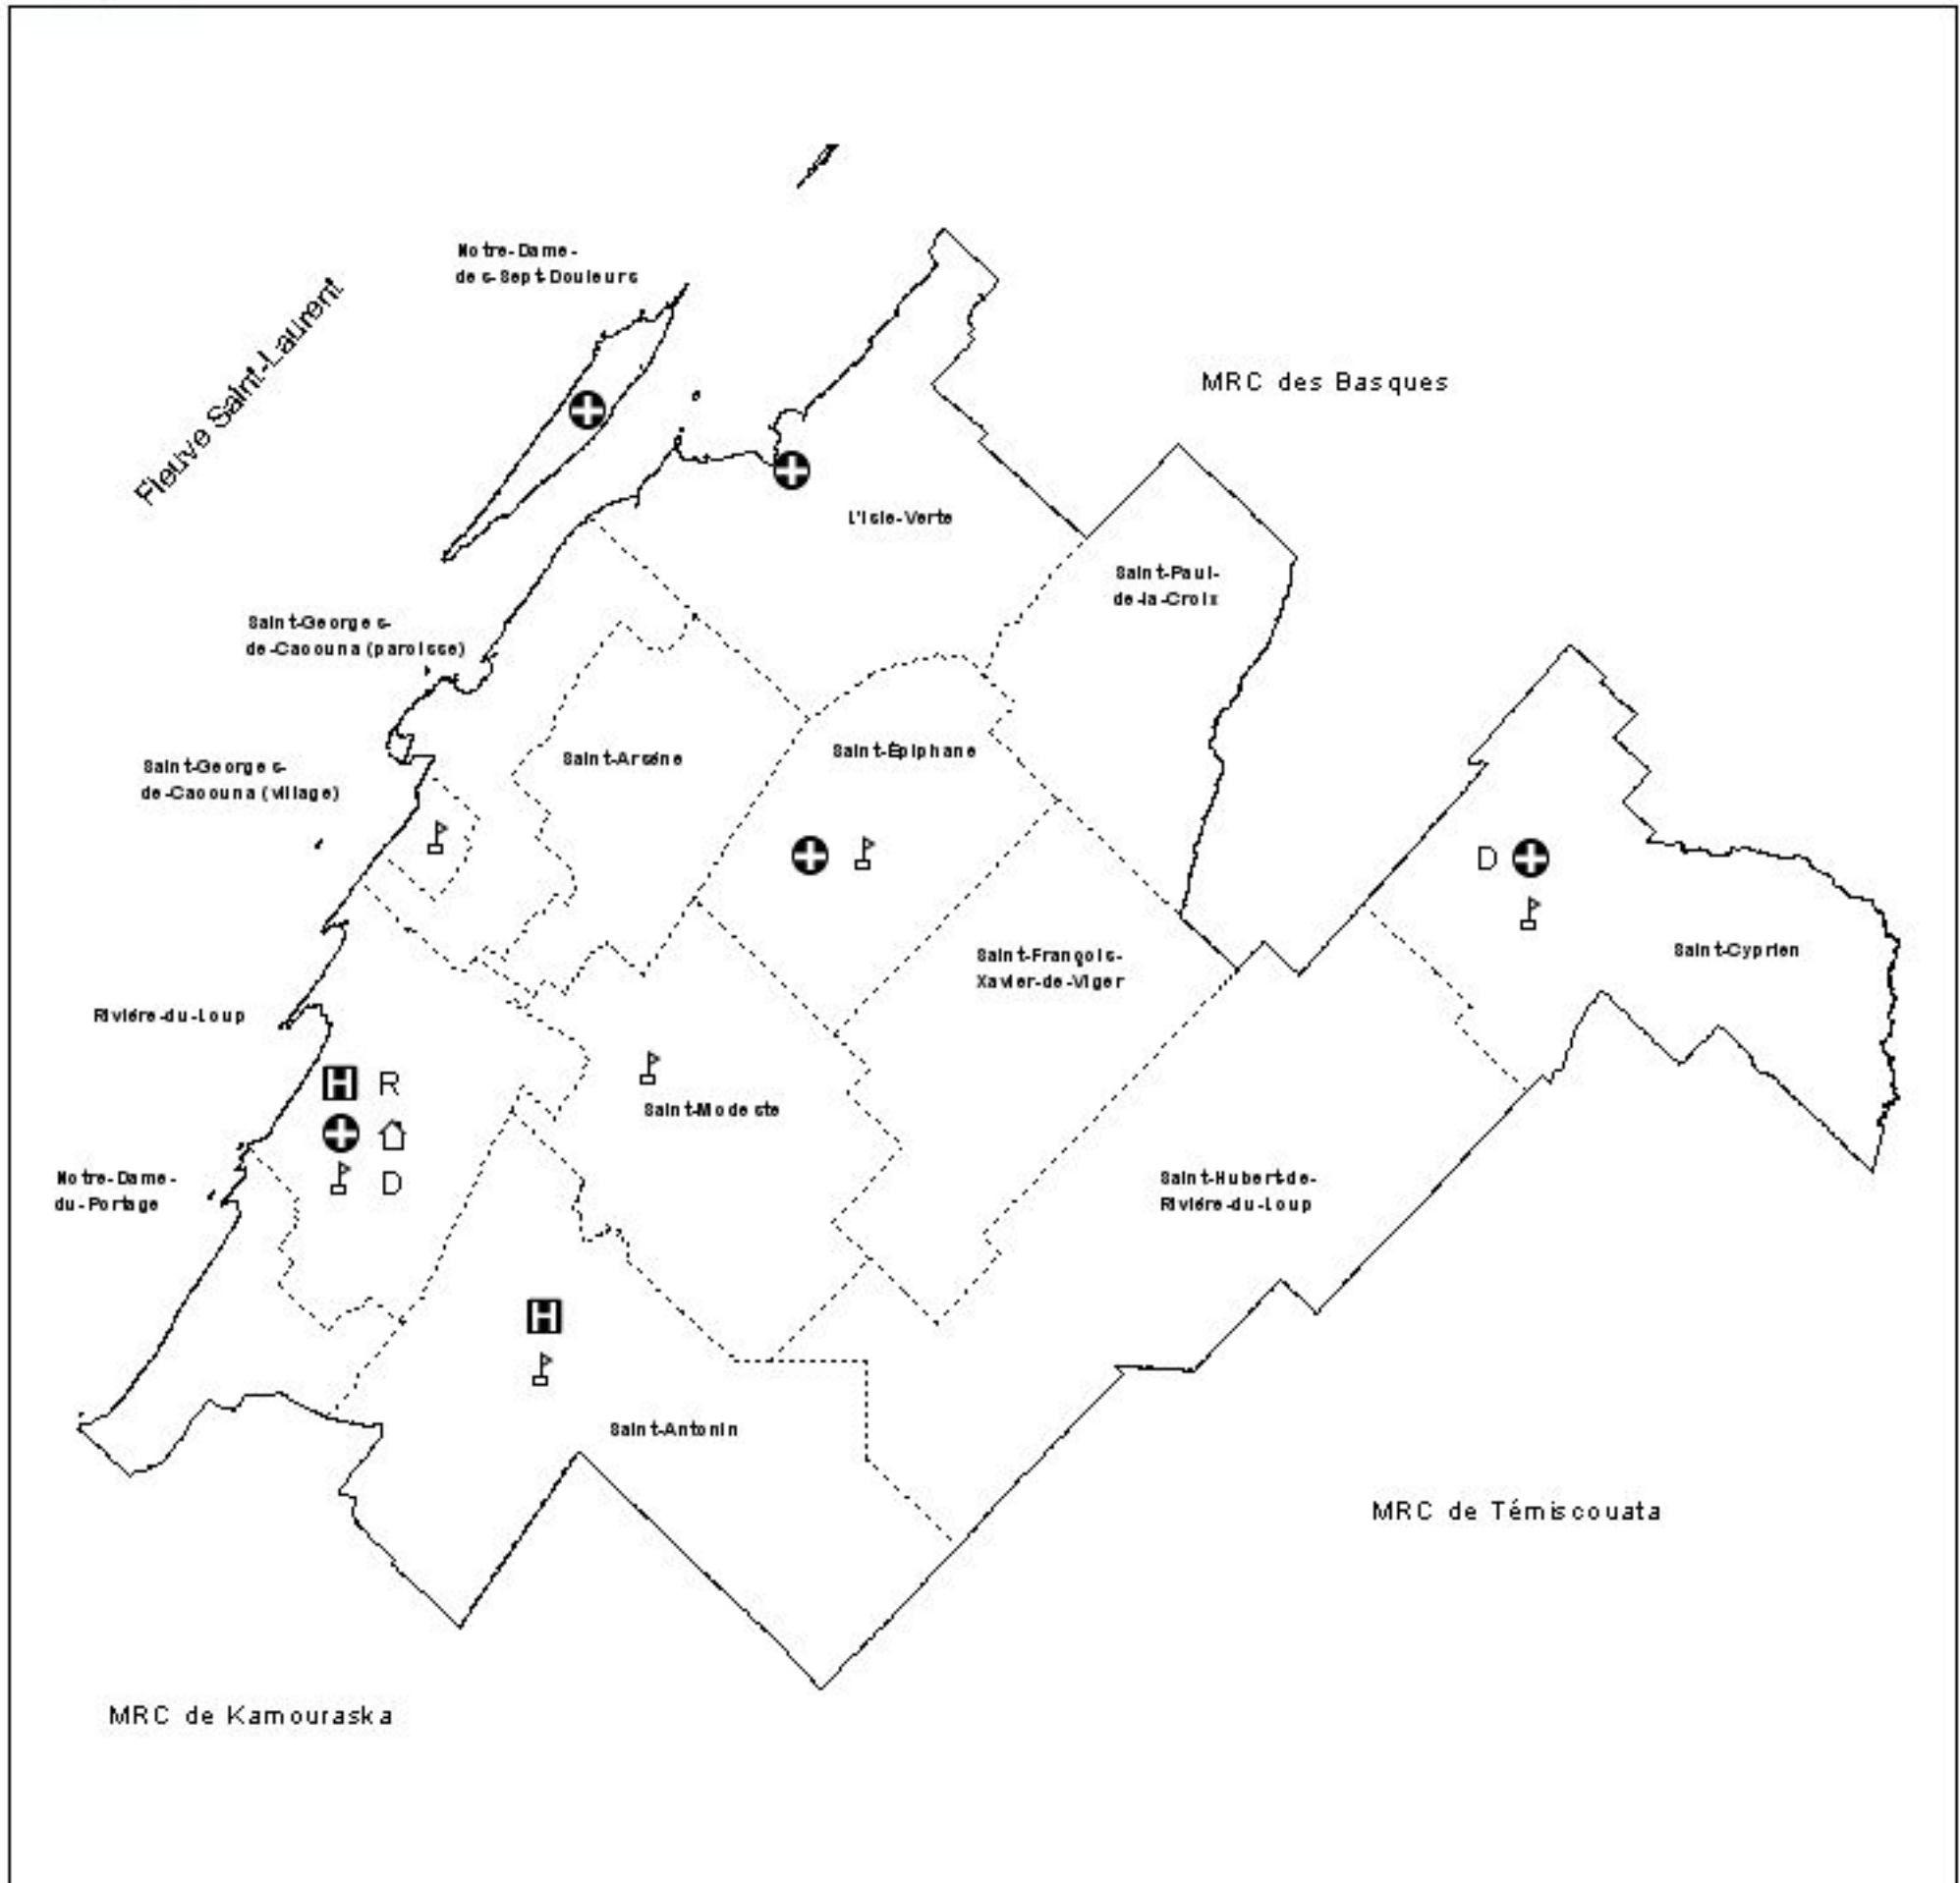 Notre-Dame-
des-Sept-Douleurs
Fleuve Saint-Laurent
MRC des Basques
L'Isle-Verte
Saint-Paul-
de-la-Croix
Saint-Georges-
de-Cacouna (paroisse)
Saint-Arsène
Saint-Épiphane
Saint-Georges-
de-Cacouna (village)
D
Saint-François-
Xavier-de-Viger
Saint-Cyprien
Rivière-du-Loup
H R
Saint-Modeste
D
Notre-Dame-
du-Portage
Saint-Hubert-de-
Rivière-du-Loup
H
Saint-Antonin
MRC de Témiscouata
MRC de Kamouraska